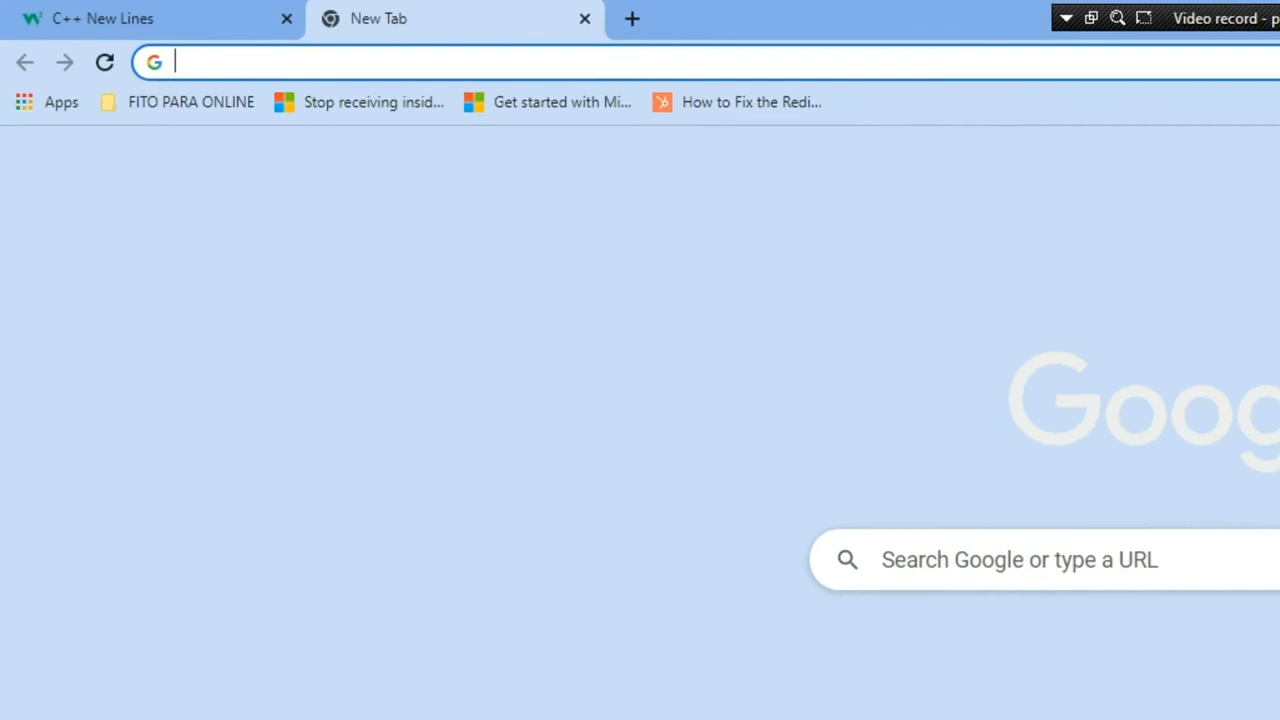 C++ New Lines
New Tab
Video record - p
Apps
FITO PARA ONLINE
Stop receiving insid...
Get started with Mi...
How to Fix the Redi...
Goog
Search Google or type a URL